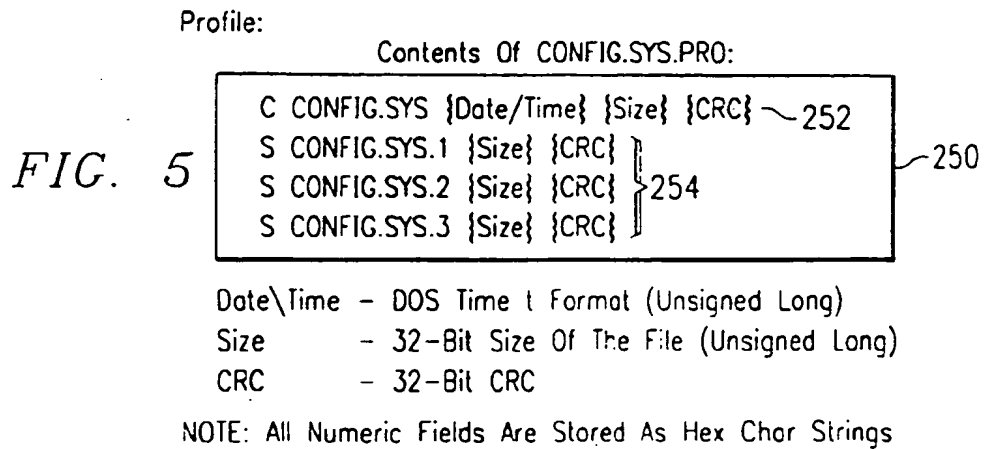 Profile:
Contents Of CONFIG.SYS.PRO:
C CONFIG.SYS {Date/Time} {Size} {CRC} 252
S CONFIG.SYS.1 {Size} {CRC}
S CONFIG.SYS.2 {Size} {CRC} 254
S CONFIG.SYS.3 {Size} {CRC}
250
FIG. 5
Date\Time - DOS Time t Format (Unsigned Long)
Size - 32-Bit Size Of The File (Unsigned Long)
CRC - 32-Bit CRC
NOTE: All Numeric Fields Are Stored As Hex Char Strings